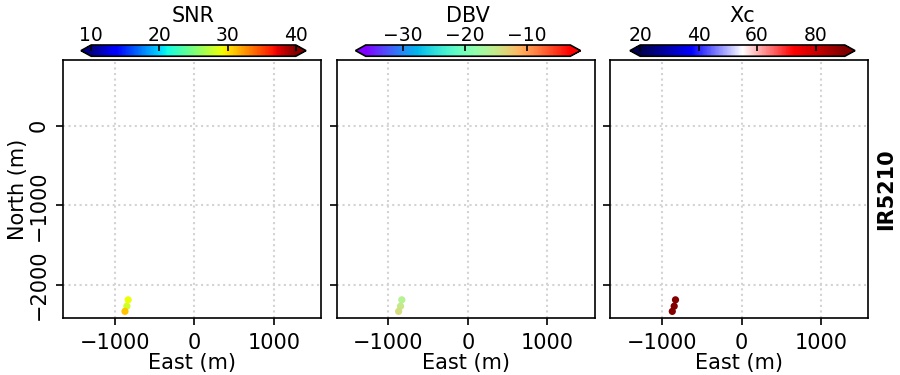 SNR DBV Xc
10 20 30 40 −30 −20 −10 20 40 60 80
North (m)
0
−1000
−2000
IR5210
−1000 0 1000 −1000 0 1000 −1000 0 1000
East (m) East (m) East (m)